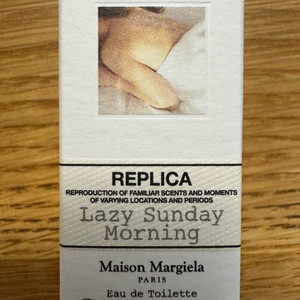 REPLICA
REPRODUCTION OF FAMILIAR SCENTS AND MOMENTS
OF VARYING LOCATIONS AND PERIODS
Lazy Sunday
Morning
Maison Margiela
PARIS
Eau de Toilette